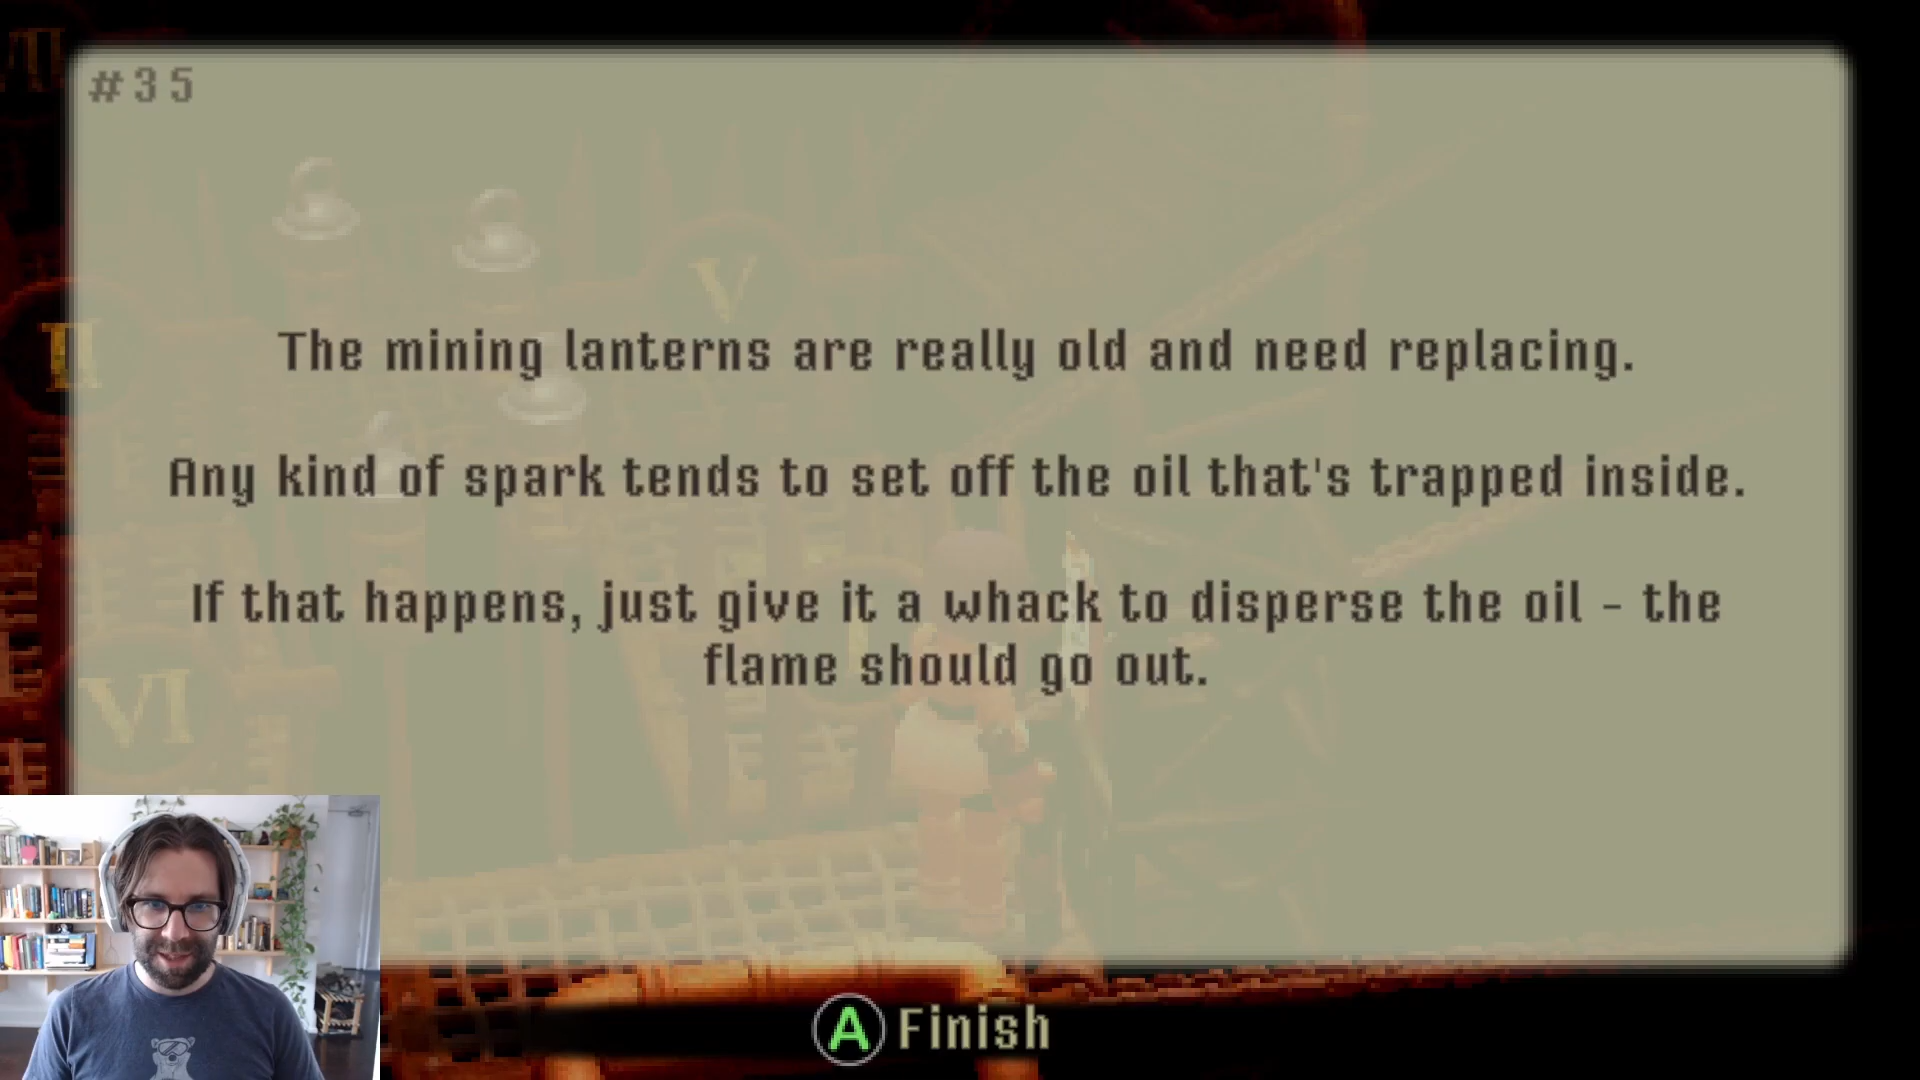 #35
The mining lanterns are really old and need replacing.
Any kind of spark tends to set off the oil that's trapped inside.
If that happens, just give it a whack to disperse the oil - the
flame should go out.
II
V
VI
A Finish